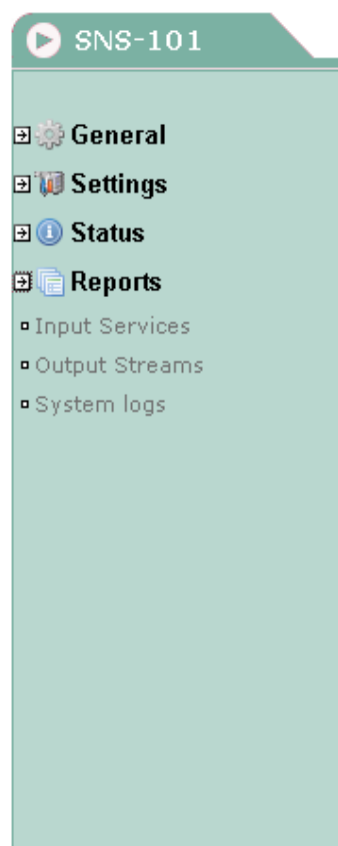 SNS-101
General
Settings
Status
Reports
Input Services
Output Streams
System logs